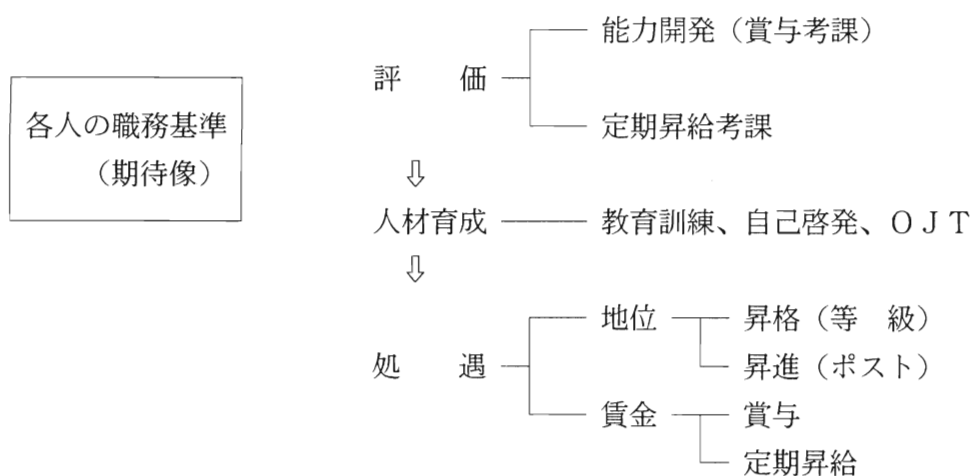 能力開発（賞与考課）
評　　価
各人の職務基準
（期待像）
定期昇給考課
⇩
人材育成
教育訓練、自己啓発、ＯＪＴ
⇩
地位
昇格（等　級）
処　　遇
昇進（ポスト）
賃金
賞与
定期昇給